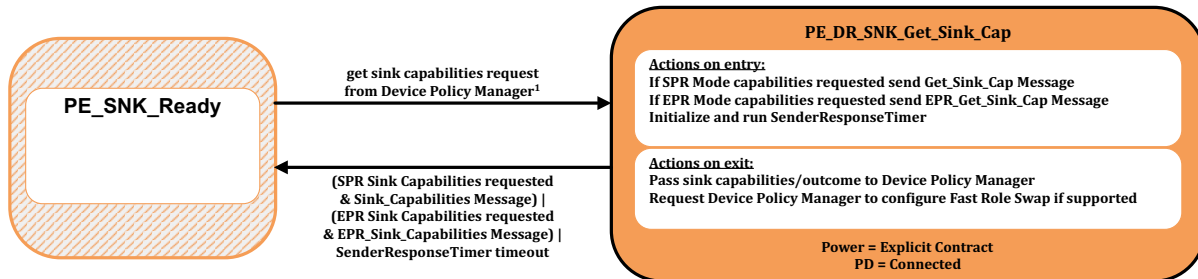 PE_SNK_Ready
get sink capabilities request
from Device Policy Manager¹
(SPR Sink Capabilities requested
& Sink_Capabilities Message) |
(EPR Sink Capabilities requested
& EPR_Sink_Capabilities Message) |
SenderResponseTimer timeout
PE_DR_SNK_Get_Sink_Cap
Actions on entry:
If SPR Mode capabilities requested send Get_Sink_Cap Message
If EPR Mode capabilities requested send EPR_Get_Sink_Cap Message
Initialize and run SenderResponseTimer
Actions on exit:
Pass sink capabilities/outcome to Device Policy Manager
Request Device Policy Manager to configure Fast Role Swap if supported
Power = Explicit Contract
PD = Connected